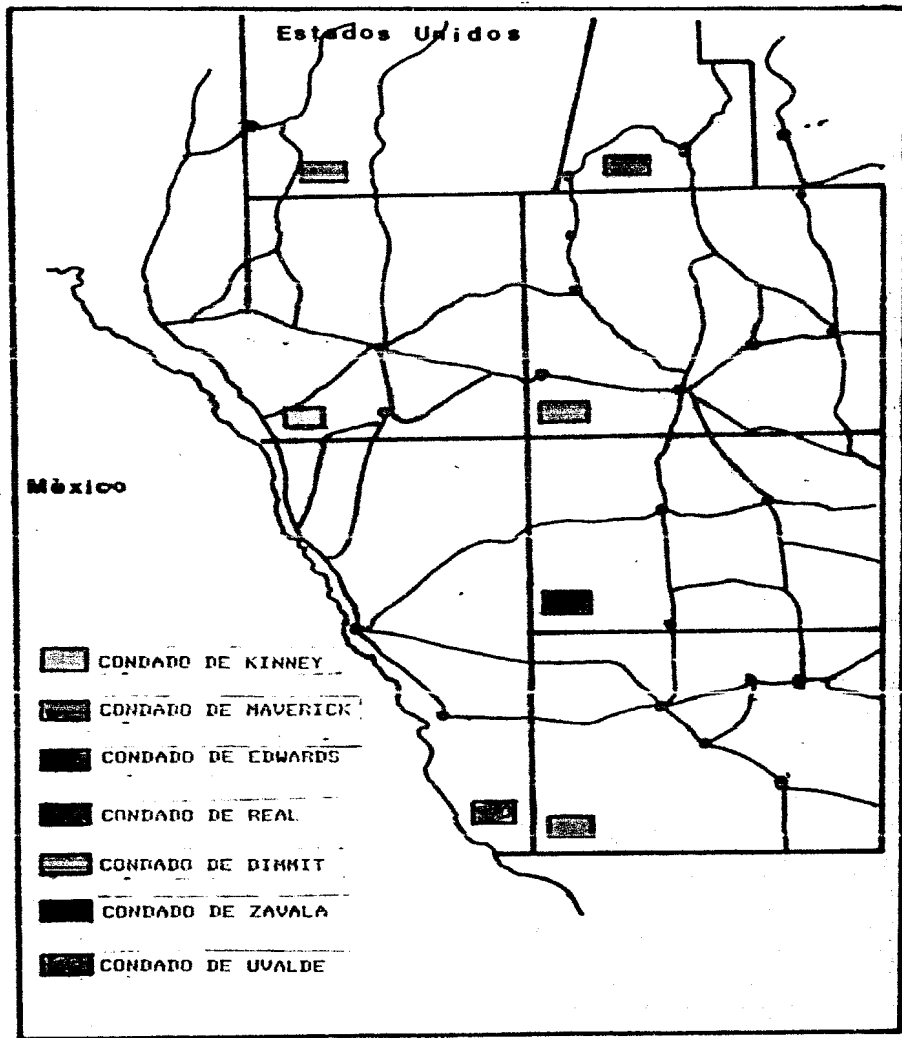 Estados Unidos
Mèxico
CONDADO DE KINNEY
CONDADO DE MAVERICK
CONDADO DE EDWARDS
CONDADO DE REAL
CONDADO DE DIMMIT
CONDADO DE ZAVALA
CONDADO DE UVALDE